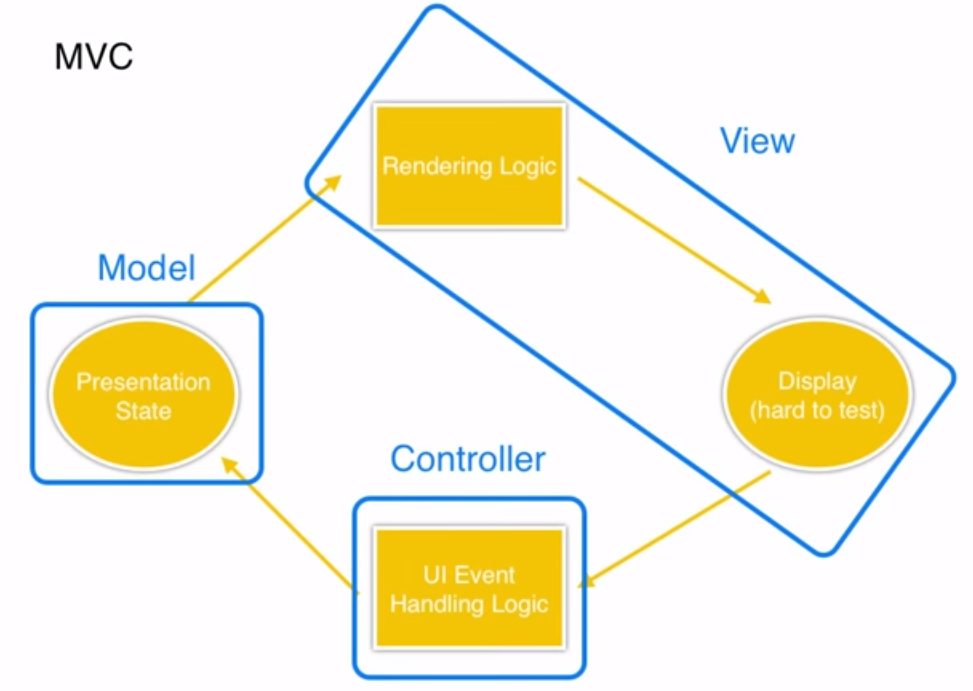 MVC
Rendering Logic
View
Model
Presentation
State
Display
(hard to test)
Controller
UI Event
Handling Logic